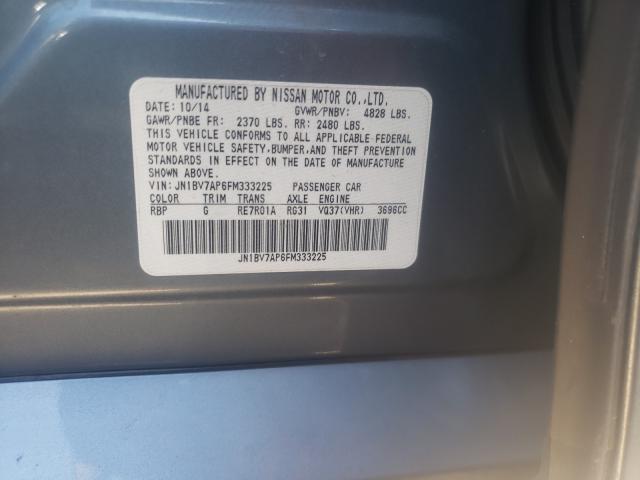 MANUFACTURED BY NISSAN MOTOR CO.,LTD.
DATE: 10/14 GVWR/PNBV: 4828 LBS.
GAWR/PNBE FR: 2370 LBS. RR: 2480 LBS.
THIS VEHICLE CONFORMS TO ALL APPLICABLE FEDERAL
MOTOR VEHICLE SAFETY,BUMPER,AND THEFT PREVENTION
STANDARDS IN EFFECT ON THE DATE OF MANUFACTURE
SHOWN ABOVE.
VIN: JN1BV7AP6FM333225 PASSENGER CAR
COLOR TRIM TRANS AXLE ENGINE
RBP G RE7R01A RG31 VQ37(VHR) 3696CC
JN1BV7AP6FM333225